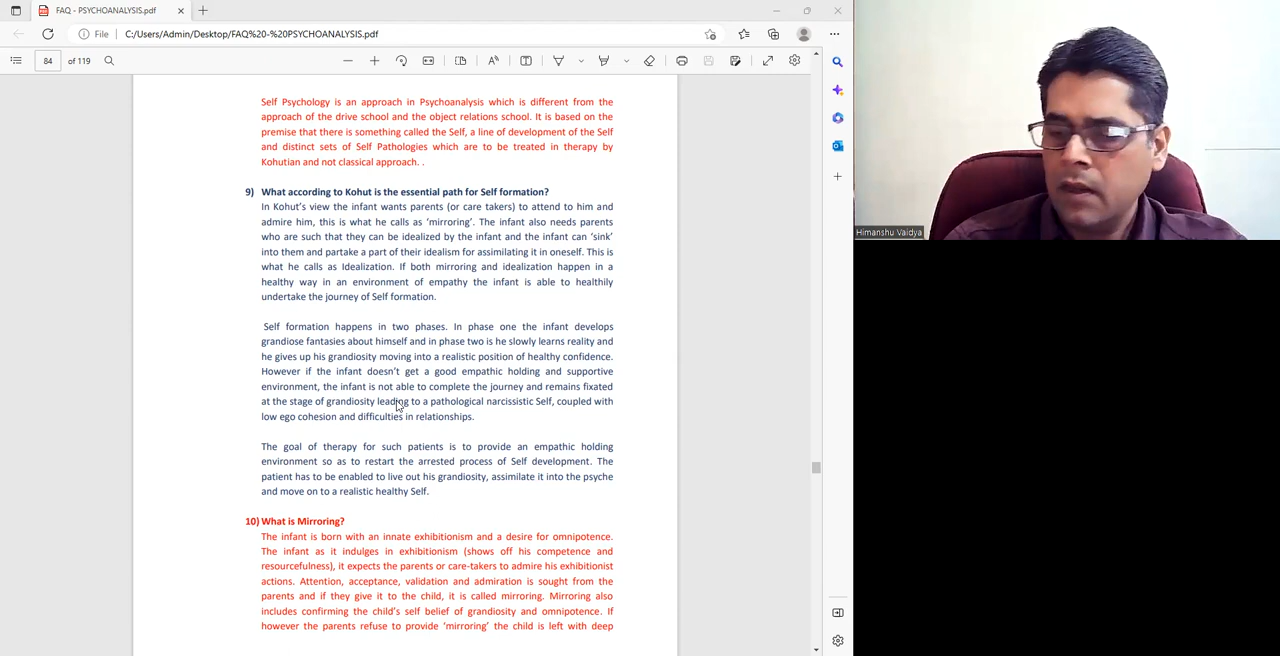 FAQ - PSYCHOANALYSIS.pdf
File
C:/Users/Admin/Desktop/FAQ%20-%20PSYCHOANALYSIS.pdf
84
of 119
Self Psychology is an approach in Psychoanalysis which is different from the
approach of the drive school and the object relations school. It is based on the
premise that there is something called the Self, a line of development of the Self
and distinct sets of Self Pathologies which are to be treated in therapy by
Kohutian and not classical approach. .
9) What according to Kohut is the essential path for Self formation?
In Kohut's view the infant wants parents (or care takers) to attend to him and
admire him, this is what he calls as 'mirroring'. The infant also needs parents
who are such that they can be idealized by the infant and the infant can 'sink'
into them and partake a part of their idealism for assimilating it in oneself. This is
what he calls as Idealization. If both mirroring and idealization happen in a
healthy way in an environment of empathy the infant is able to healthily
undertake the journey of Self formation.
Self formation happens in two phases. In phase one the infant develops
grandiose fantasies about himself and in phase two is he slowly learns reality and
he gives up his grandiosity moving into a realistic position of healthy confidence.
However if the infant doesn't get a good empathic holding and supportive
environment, the infant is not able to complete the journey and remains fixated
at the stage of grandiosity leading to a pathological narcissistic Self, coupled with
low ego cohesion and difficulties in relationships.
The goal of therapy for such patients is to provide an empathic holding
environment so as to restart the arrested process of Self development. The
patient has to be enabled to live out his grandiosity, assimilate it into the psyche
and move on to a realistic healthy Self.
10) What is Mirroring?
The infant is born with an innate exhibitionism and a desire for omnipotence.
The infant as it indulges in exhibitionism (shows off his competence and
resourcefulness), it expects the parents or care-takers to admire his exhibitionist
actions. Attention, acceptance, validation and admiration is sought from the
parents and if they give it to the child, it is called mirroring. Mirroring also
includes confirming the child's self belief of grandiosity and omnipotence. If
however the parents refuse to provide 'mirroring' the child is left with deep
Himanshu Vaidya